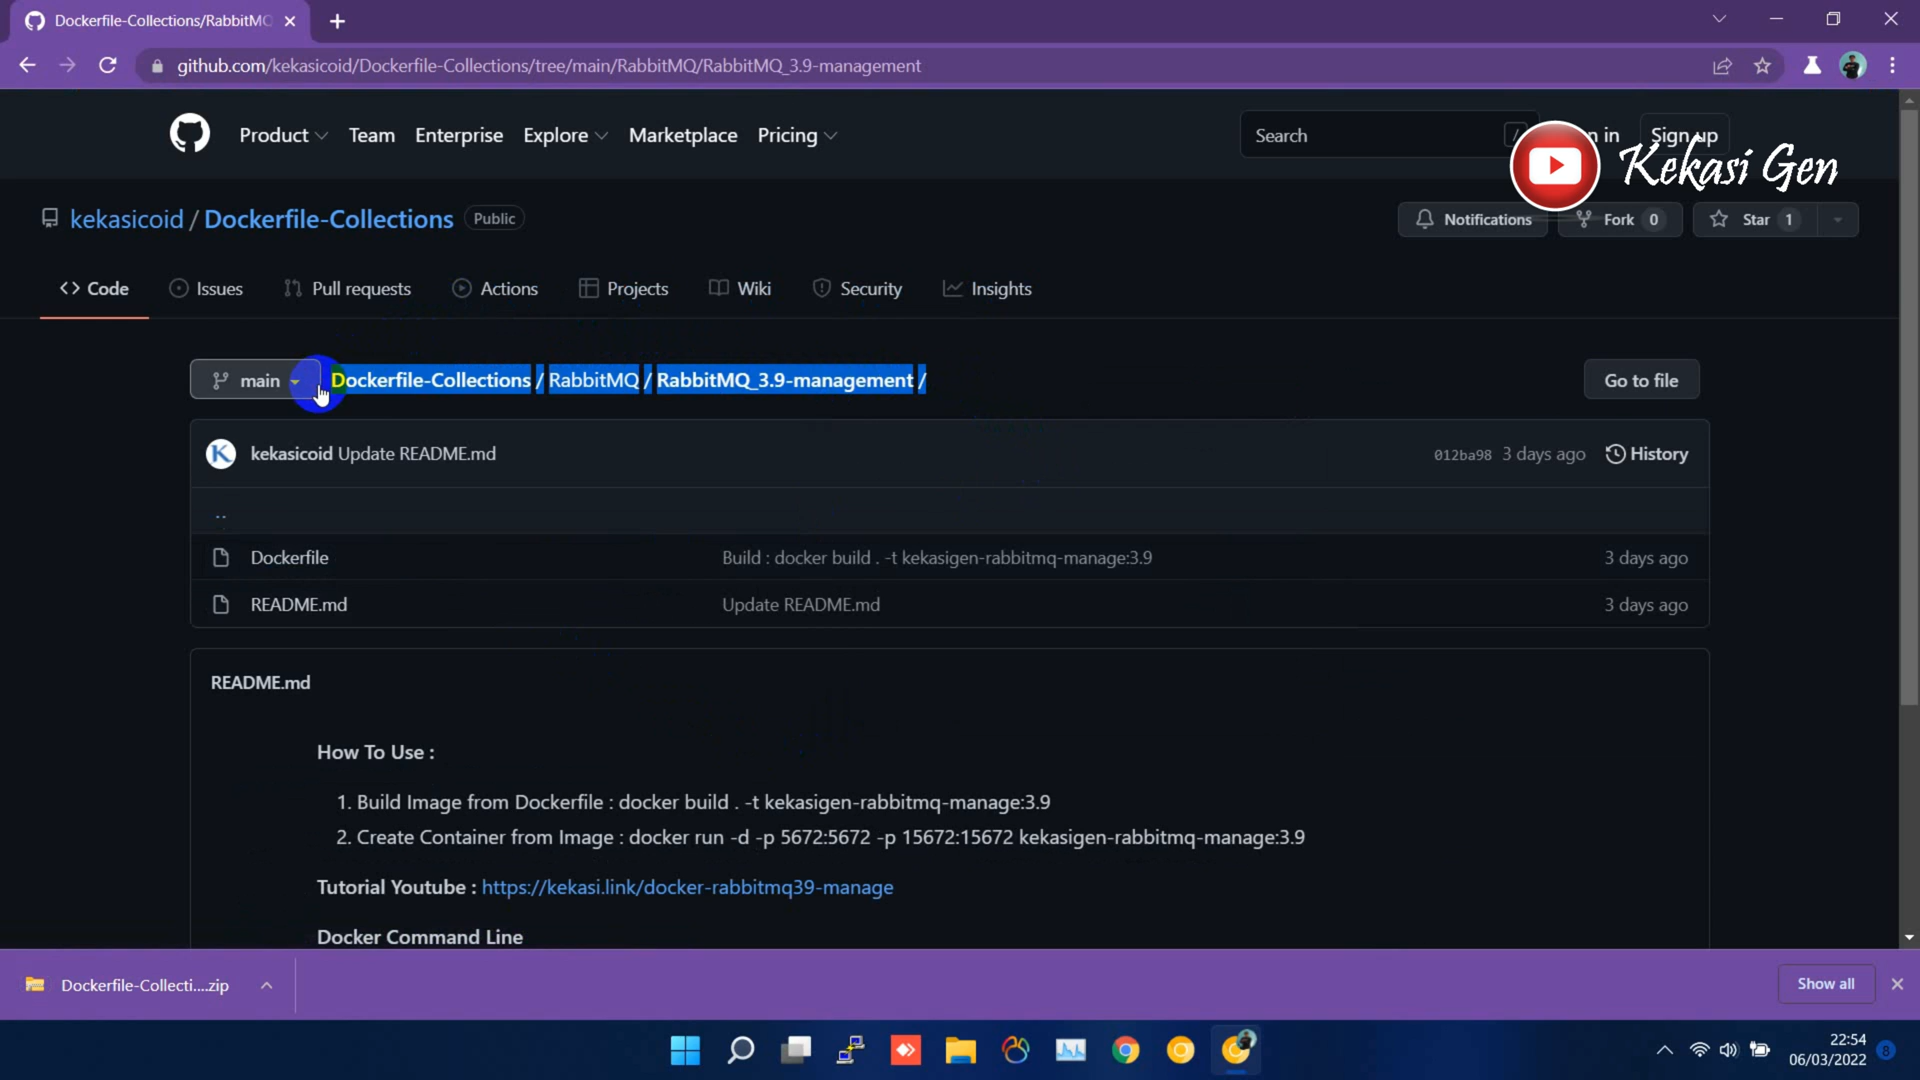 Dockerfile-Collections/RabbitMQ
github.com/kekasicoid/Dockerfile-Collections/tree/main/RabbitMQ/RabbitMQ_3.9-management
Product Team Enterprise Explore Marketplace Pricing
Search / in Sign up
Kekasi Gen
kekasicoid / Dockerfile-Collections Public
Notifications Fork 0 Star 1
Code Issues Pull requests Actions Projects Wiki Security Insights
main Dockerfile-Collections / RabbitMQ / RabbitMQ_3.9-management / Go to file
kekasicoid Update README.md 012ba98 3 days ago History
..
Dockerfile Build : docker build . -t kekasigen-rabbitmq-manage:3.9 3 days ago
README.md Update README.md 3 days ago
README.md
How To Use :
1. Build Image from Dockerfile : docker build . -t kekasigen-rabbitmq-manage:3.9
2. Create Container from Image : docker run -d -p 5672:5672 -p 15672:15672 kekasigen-rabbitmq-manage:3.9
Tutorial Youtube : https://kekasi.link/docker-rabbitmq39-manage
Docker Command Line
Dockerfile-Collecti....zip Show all
22:54
06/03/2022 8